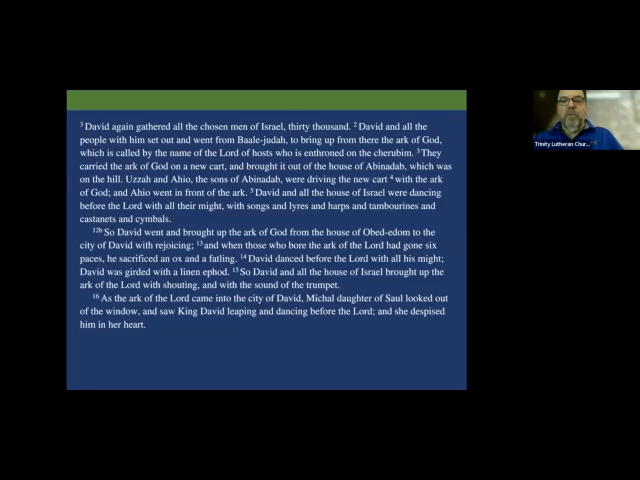 ³ David again gathered all the chosen men of Israel, thirty thousand. ² David and all the
people with him set out and went from Baale-judah, to bring up from there the ark of God,
which is called by the name of the Lord of hosts who is enthroned on the cherubim. ³ They
carried the ark of God on a new cart, and brought it out of the house of Abinadab, which was
on the hill. Uzzah and Ahio, the sons of Abinadab, were driving the new cart ⁴ with the ark
of God; and Ahio went in front of the ark. ⁵ David and all the house of Israel were dancing
before the Lord with all their might, with songs and lyres and harps and tambourines and
castanets and cymbals.
¹²ᵇ So David went and brought up the ark of God from the house of Obed-edom to the
city of David with rejoicing; ¹³ and when those who bore the ark of the Lord had gone six
paces, he sacrificed an ox and a fatling. ¹⁴ David danced before the Lord with all his might;
David was girded with a linen ephod. ¹⁵ So David and all the house of Israel brought up the
ark of the Lord with shouting, and with the sound of the trumpet.
¹⁶ As the ark of the Lord came into the city of David, Michal daughter of Saul looked out
of the window, and saw King David leaping and dancing before the Lord; and she despised
him in her heart.
Trinity Lutheran Chur...